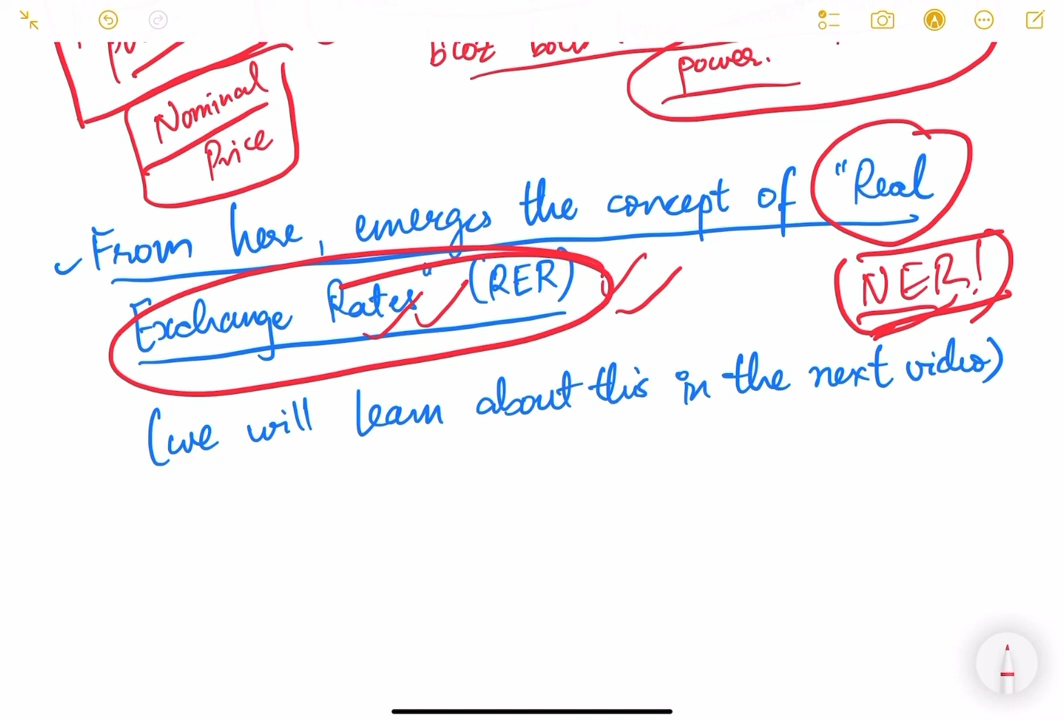 power.
Nominal
Price
From here, emerges the concept of "Real
Exchange Rates" (RER)
NER!
(we will learn about this in the next video)